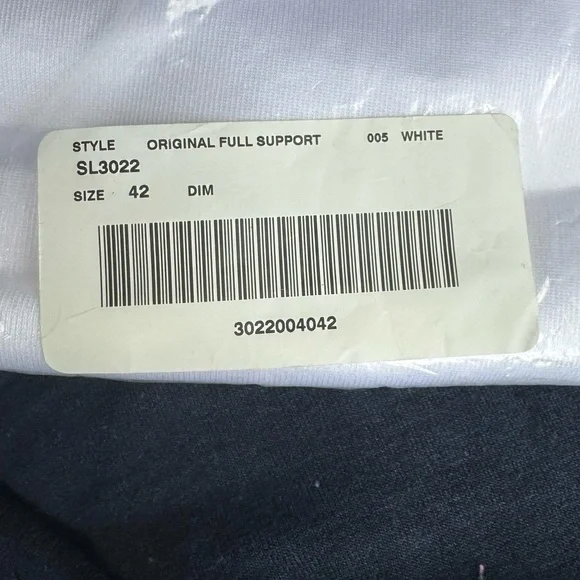 STYLE ORIGINAL FULL SUPPORT 005 WHITE
SL3022
SIZE 42 DIM
3022004042